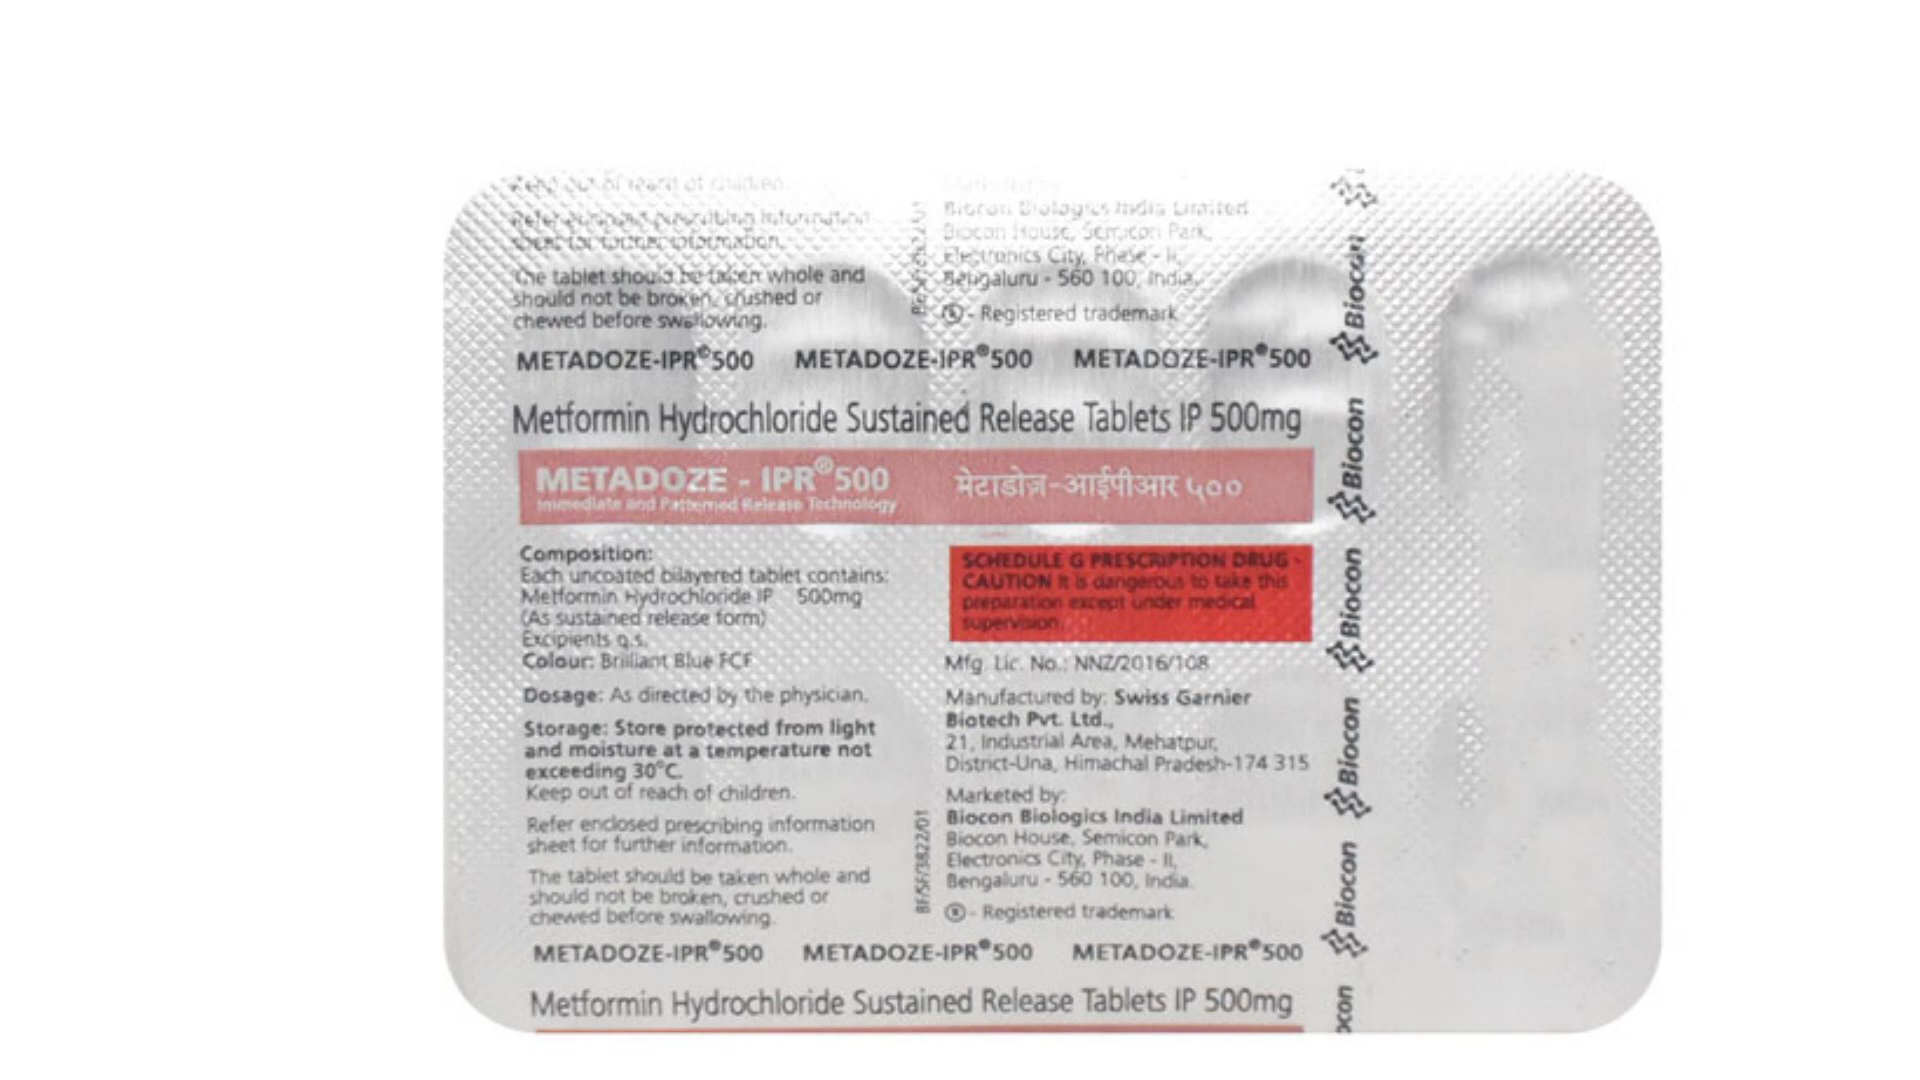 Keep out of reach of children.
Refer enclosed prescribing information
sheet for further information.
The tablet should be taken whole and
should not be broken, crushed or
chewed before swallowing.
Biocon Biologics India Limited
Biocon House, Semicon Park,
Electronics City, Phase - II,
Bengaluru - 560 100, India.
® - Registered trademark
METADOZE-IPR®500 METADOZE-IPR®500 METADOZE-IPR®500
Metformin Hydrochloride Sustained Release Tablets IP 500mg
METADOZE - IPR®500
Immediate and Patterned Release Technology
मेटाडोज़-आईपीआर ५००
Composition:
Each uncoated bilayered tablet contains:
Metformin Hydrochloride IP 500mg
(As sustained release form)
Excipients q.s.
Colour: Brilliant Blue FCF
Dosage: As directed by the physician.
Storage: Store protected from light
and moisture at a temperature not
exceeding 30°C.
Keep out of reach of children.
Refer enclosed prescribing information
sheet for further information.
The tablet should be taken whole and
should not be broken, crushed or
chewed before swallowing.
SCHEDULE G PRESCRIPTION DRUG -
CAUTION It is dangerous to take this
preparation except under medical
supervision.
Mfg. Lic. No.: NNZ/2016/108
Manufactured by: Swiss Garnier
Biotech Pvt. Ltd.,
21, Industrial Area, Mehatpur,
District-Una, Himachal Pradesh-174 315
Marketed by:
Biocon Biologics India Limited
Biocon House, Semicon Park,
Electronics City, Phase - II,
Bengaluru - 560 100, India.
® - Registered trademark
BF/SF/3822/01
METADOZE-IPR®500 METADOZE-IPR®500 METADOZE-IPR®500
Metformin Hydrochloride Sustained Release Tablets IP 500mg
Biocon
Biocon
Biocon
Biocon
Biocon
ocon